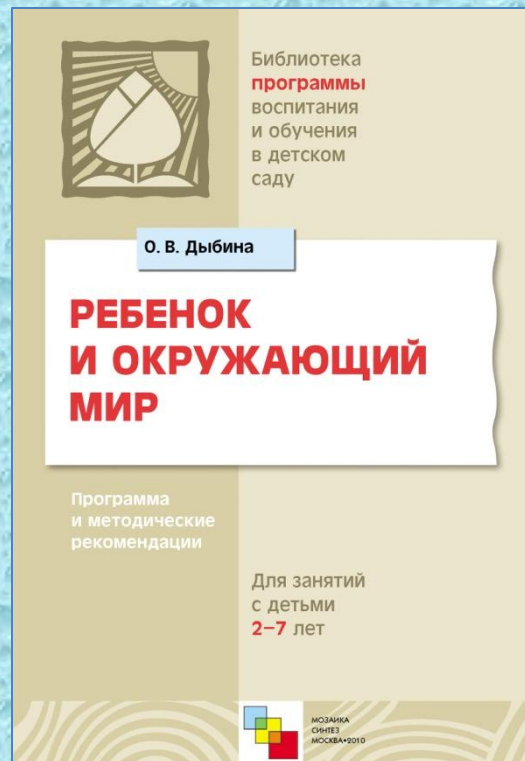 Библиотека
программы
воспитания
и обучения
в детском
саду
О. В. Дыбина
РЕБЕНОК
И ОКРУЖАЮЩИЙ
МИР
Программа
и методические
рекомендации
Для занятий
с детьми
2–7 лет
МОЗАИКА
СИНТЕЗ
МОСКВА•2010